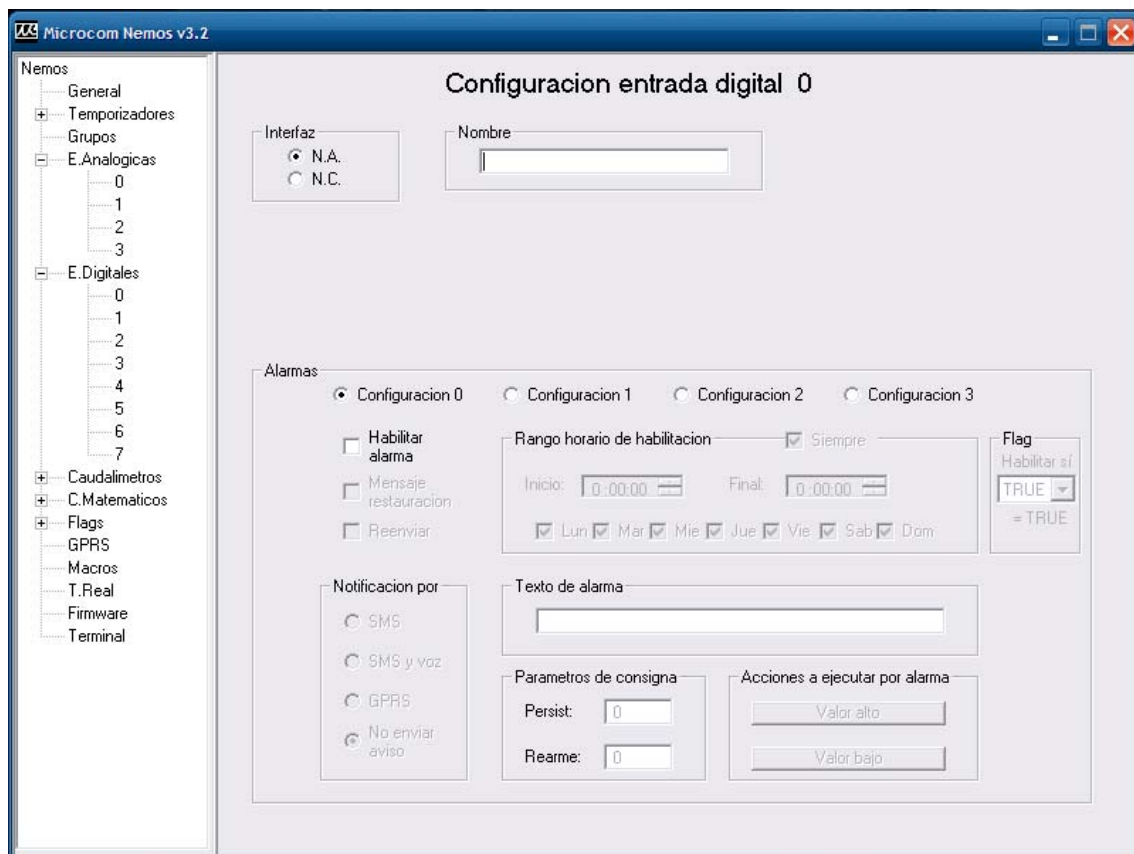 Microcom Nemos v3.2
Nemos
General
Temporizadores
Grupos
E.Analogicas
0
1
2
3
E.Digitales
0
1
2
3
4
5
6
7
Caudalimetros
C.Matematicos
Flags
GPRS
Macros
T.Real
Firmware
Terminal
Configuracion entrada digital 0
Interfaz
N.A.
N.C.
Nombre
Alarmas
Configuracion 0 Configuracion 1 Configuracion 2 Configuracion 3
Habilitar
alarma
Mensaje
restauracion
Reenviar
Rango horario de habilitacion Siempre
Inicio: 0:00:00 Final: 0:00:00
Lun Mar Mie Jue Vie Sab Dom
Flag
Habilitar sí
TRUE
= TRUE
Notificacion por
SMS
SMS y voz
GPRS
No enviar
aviso
Texto de alarma
Parametros de consigna
Persist: 0
Rearme: 0
Acciones a ejecutar por alarma
Valor alto
Valor bajo